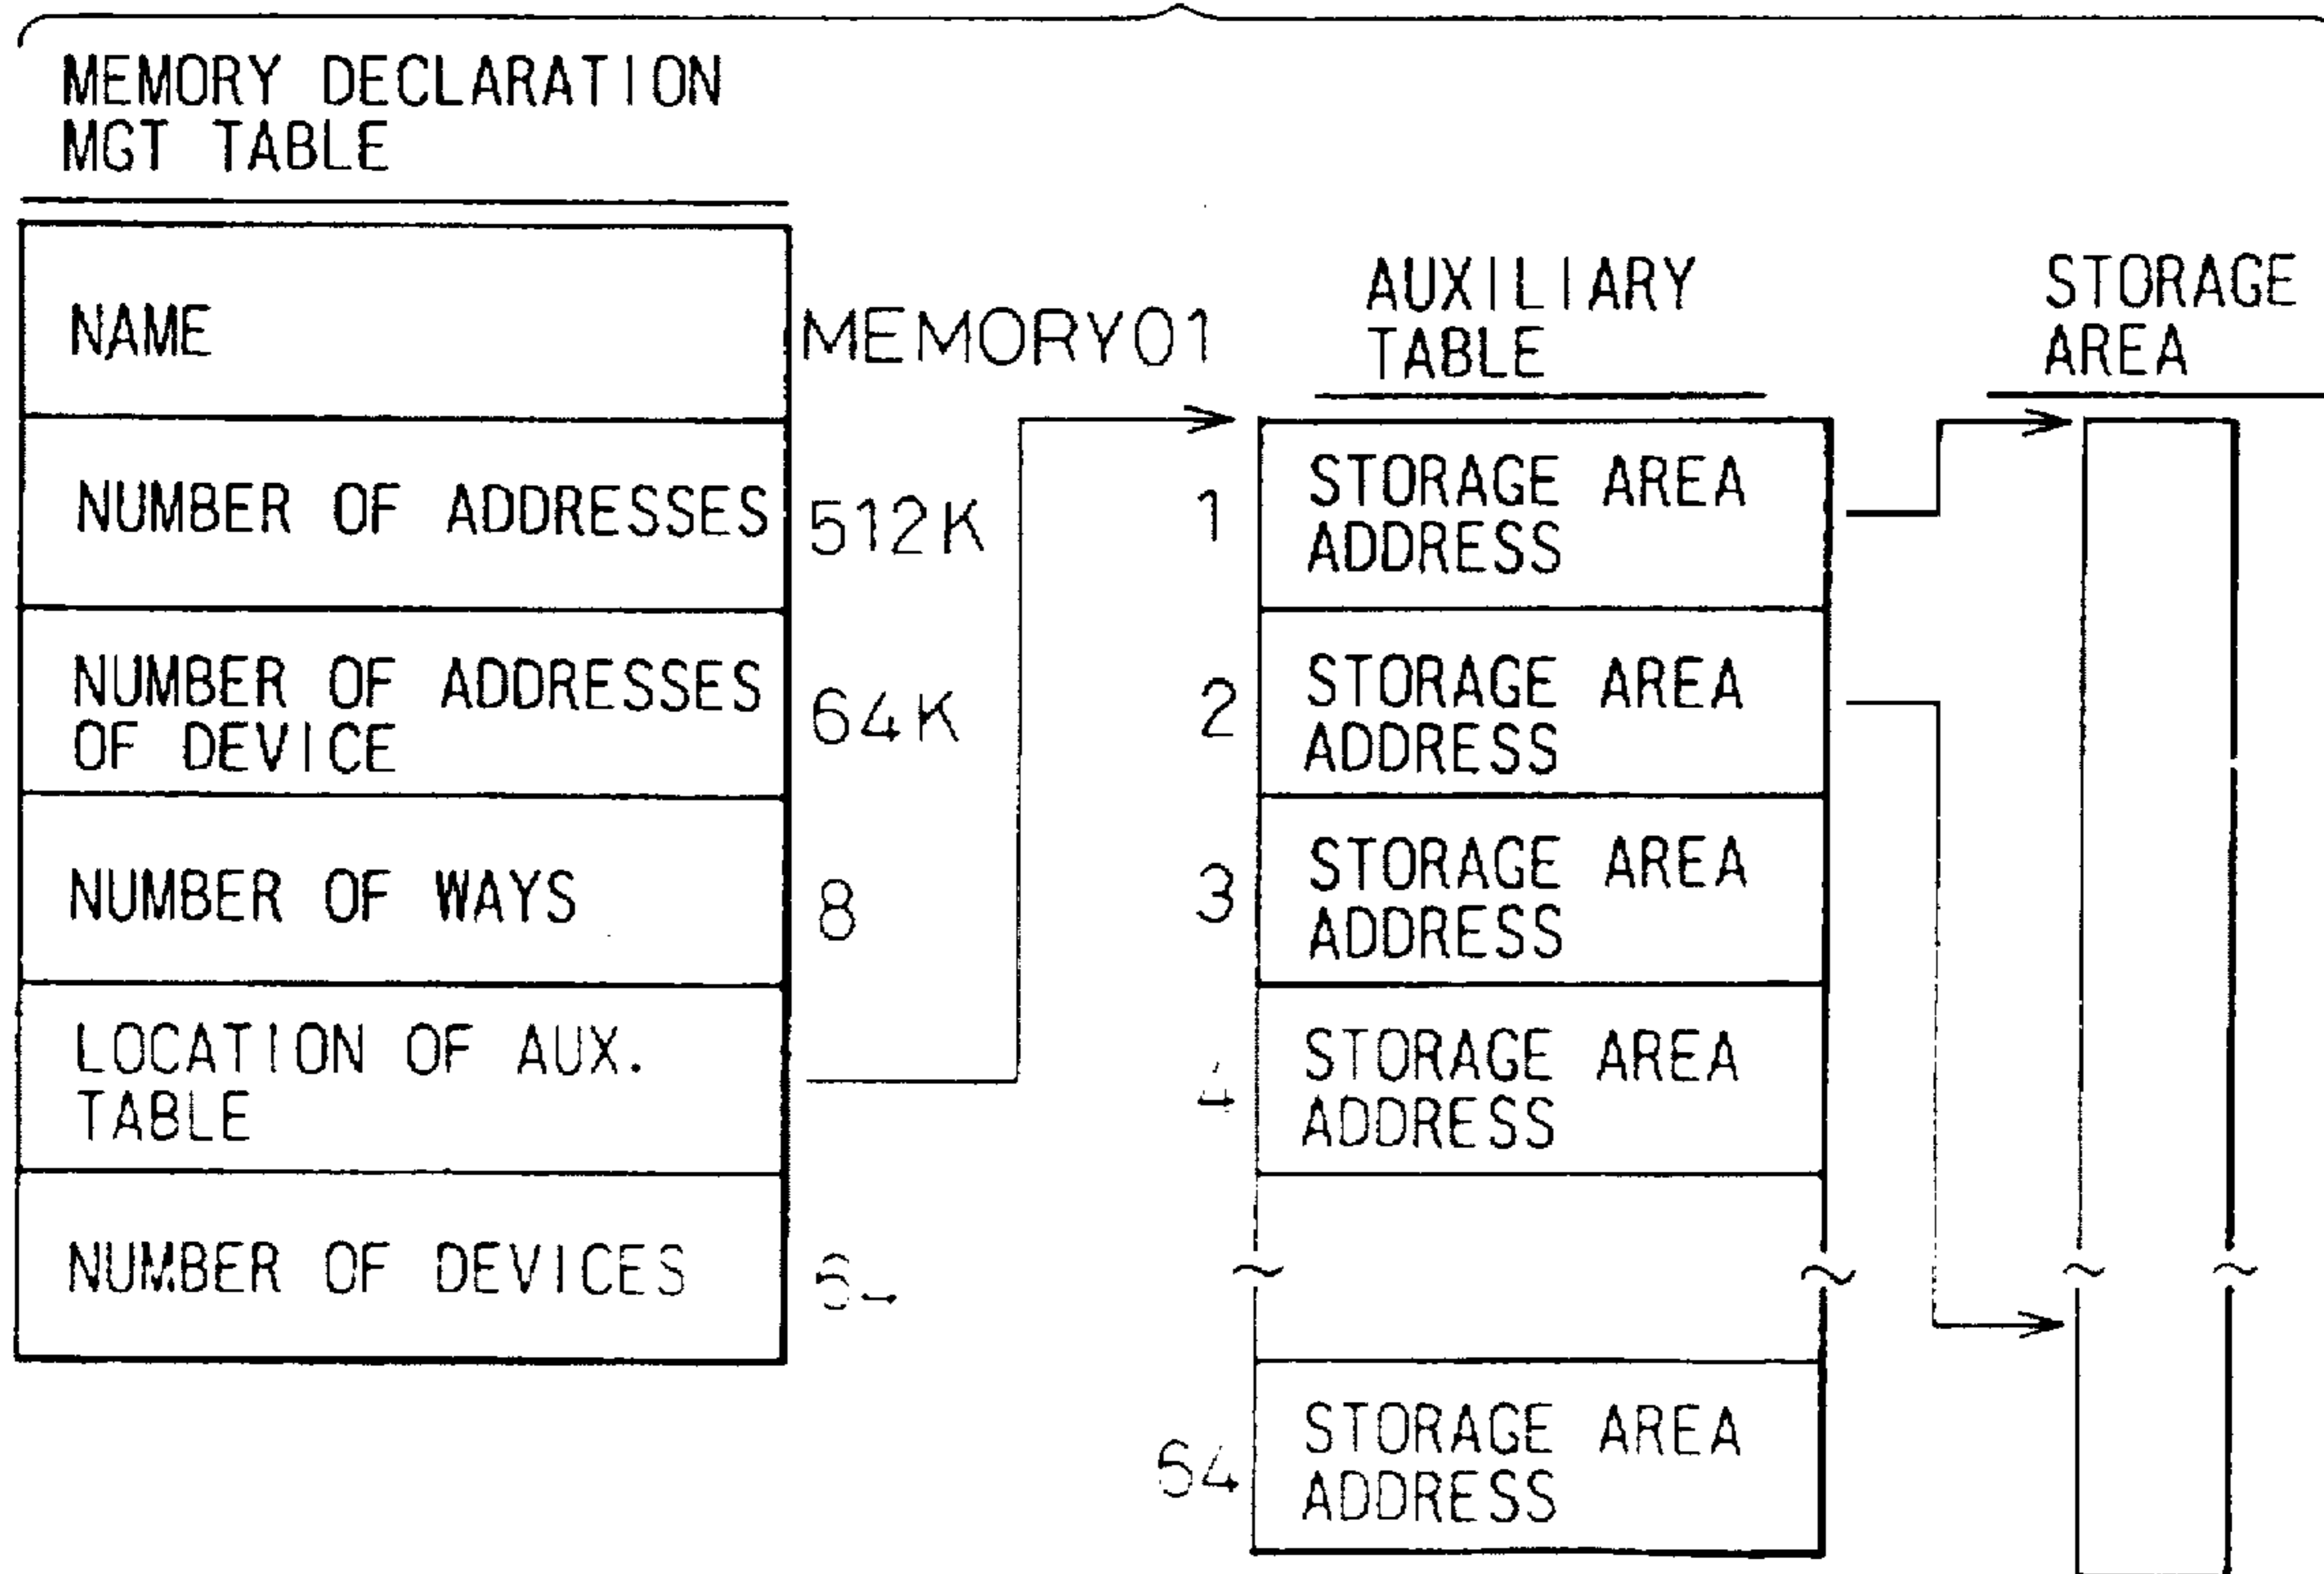 MEMORY DECLARATION
MGT TABLE
NAME
MEMORY01
NUMBER OF ADDRESSES
512K
NUMBER OF ADDRESSES
OF DEVICE
64K
NUMBER OF WAYS
8
LOCATION OF AUX.
TABLE
NUMBER OF DEVICES
AUXILIARY
TABLE
1
STORAGE AREA
ADDRESS
2
STORAGE AREA
ADDRESS
3
STORAGE AREA
ADDRESS
4
STORAGE AREA
ADDRESS
64
STORAGE AREA
ADDRESS
STORAGE
AREA